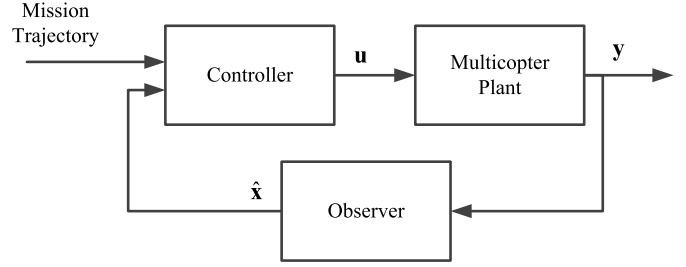 Mission
Trajectory
Controller
u
Multicopter
Plant
y
x̂
Observer